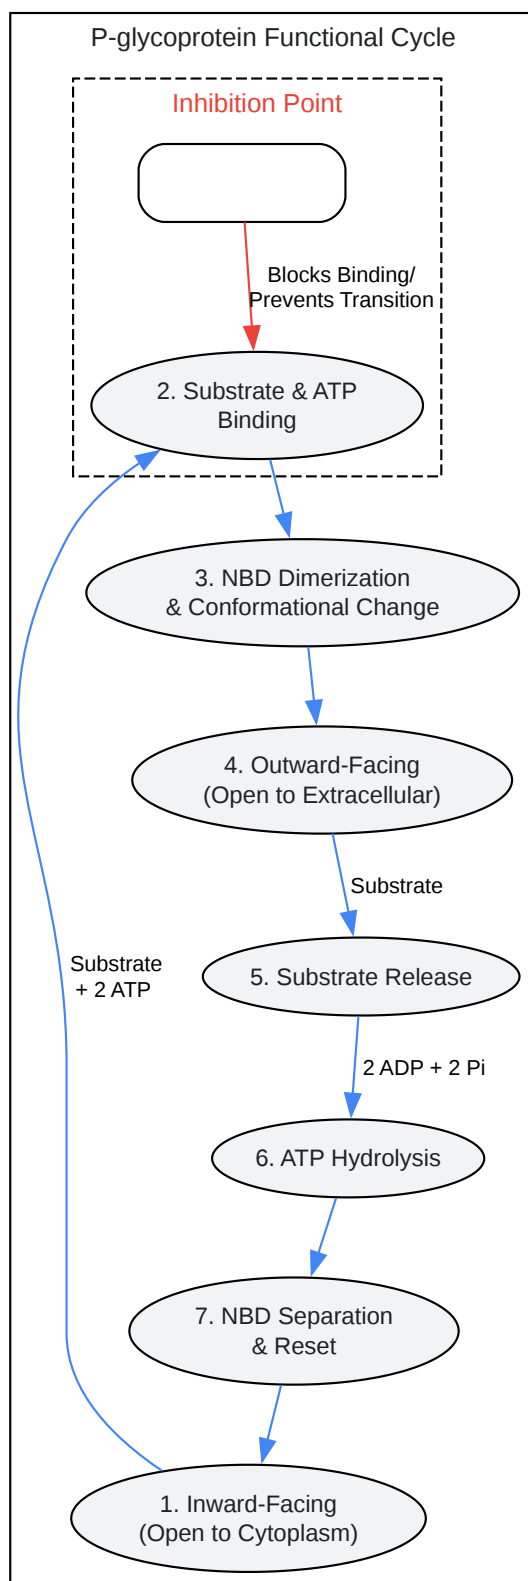 P-glycoprotein Functional Cycle
Inhibition Point
Blocks Binding/
Prevents Transition
2. Substrate & ATP
Binding
3. NBD Dimerization
& Conformational Change
4. Outward-Facing
(Open to Extracellular)
Substrate
Substrate
+ 2 ATP
5. Substrate Release
2 ADP + 2 Pi
6. ATP Hydrolysis
7. NBD Separation
& Reset
1. Inward-Facing
(Open to Cytoplasm)